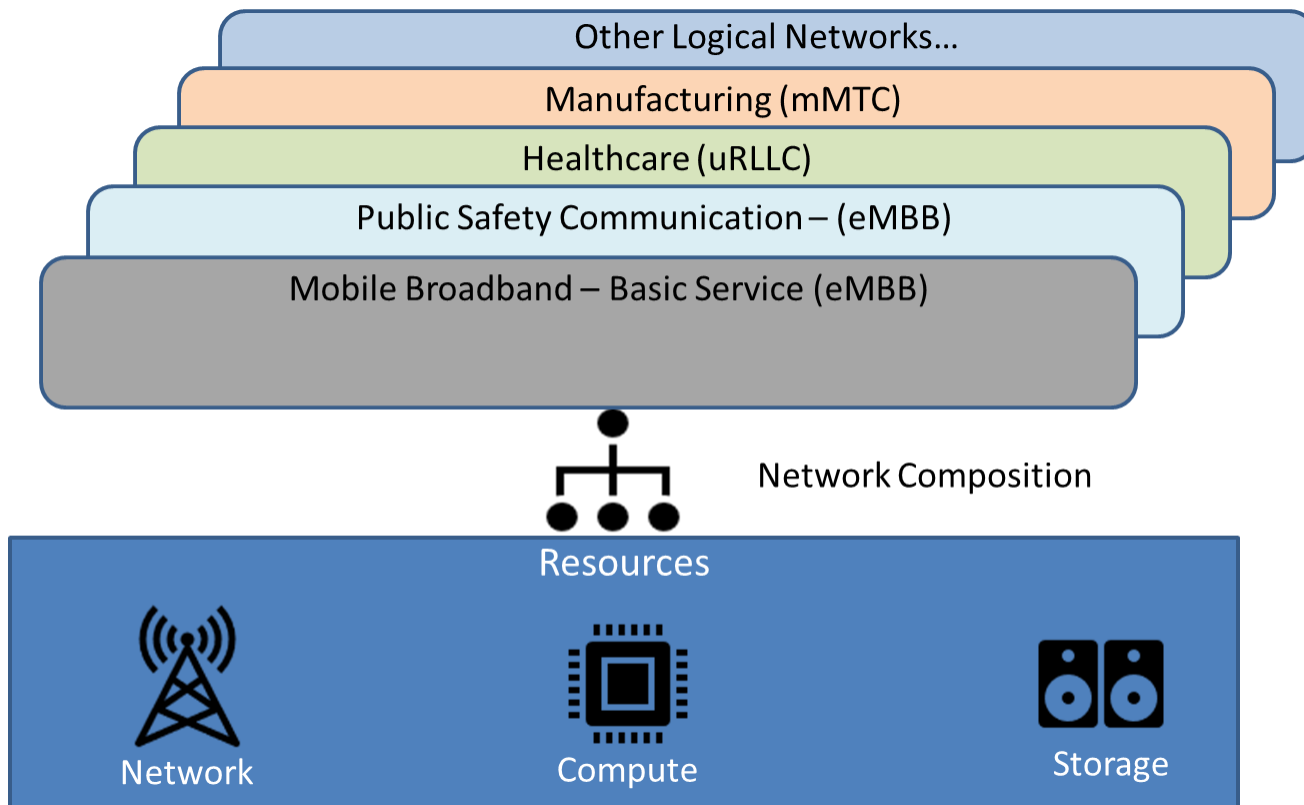 Other Logical Networks…
Manufacturing (mMTC)
Healthcare (uRLLC)
Public Safety Communication – (eMBB)
Mobile Broadband – Basic Service (eMBB)
Network Composition
Resources
Network
Compute
Storage